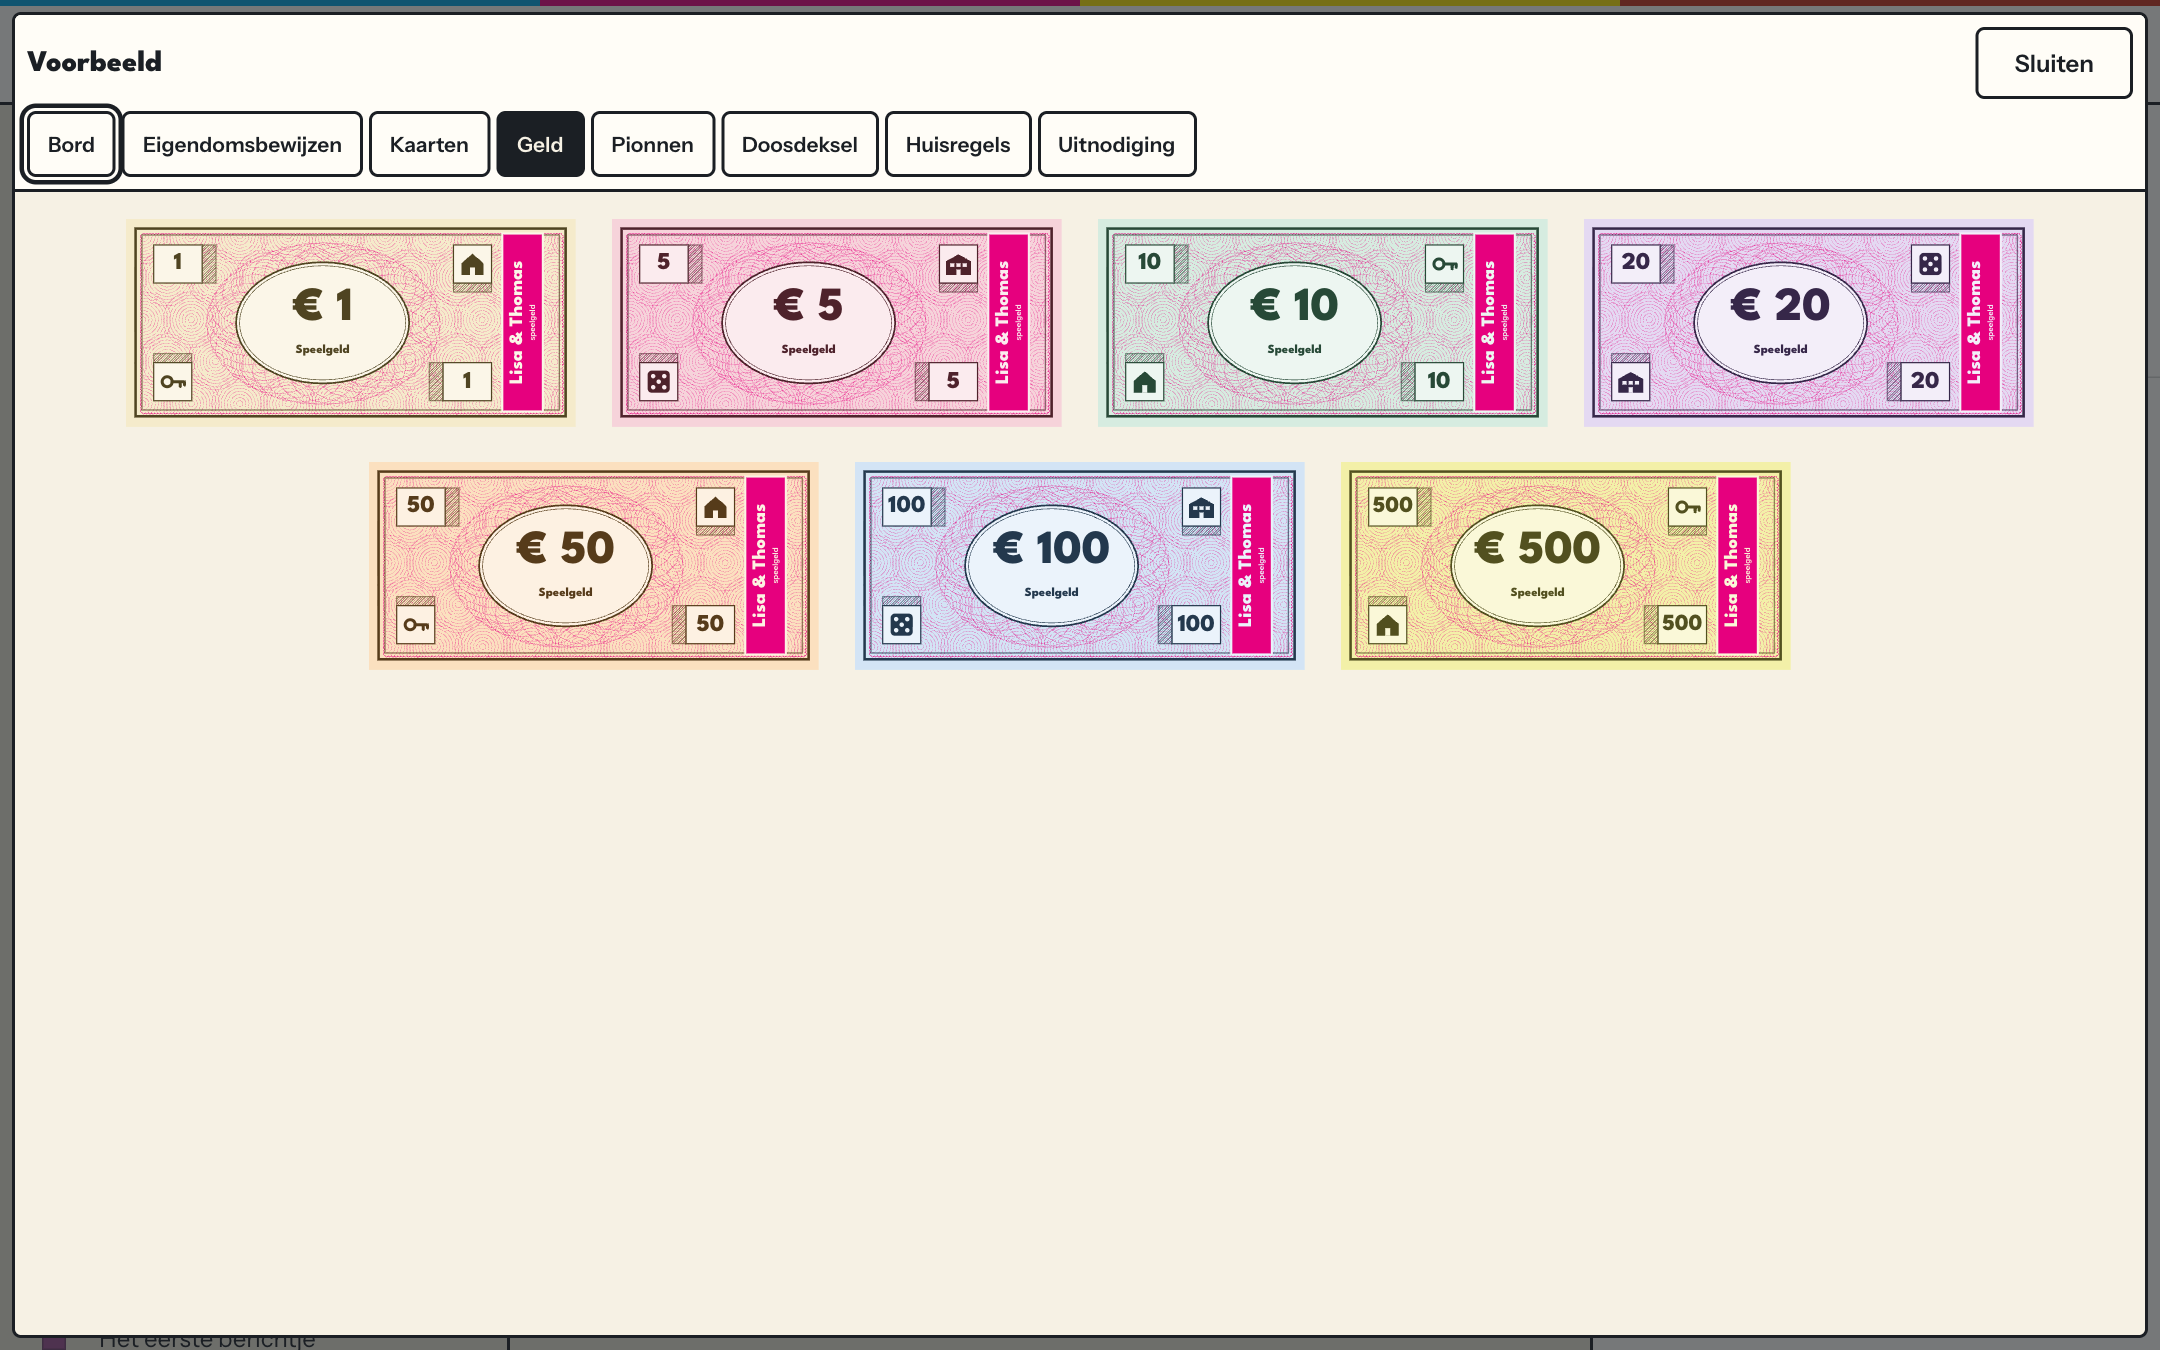 Voorbeeld
Sluiten
Bord
Eigendomsbewijzen
Kaarten
Geld
Pionnen
Doosdeksel
Huisregels
Uitnodiging
1
€ 1
Speelgeld
1
Lisa & Thomas
speelgeld
5
€ 5
Speelgeld
5
Lisa & Thomas
speelgeld
10
€ 10
Speelgeld
10
Lisa & Thomas
speelgeld
20
€ 20
Speelgeld
20
Lisa & Thomas
speelgeld
50
€ 50
Speelgeld
50
Lisa & Thomas
speelgeld
100
€ 100
Speelgeld
100
Lisa & Thomas
speelgeld
500
€ 500
Speelgeld
500
Lisa & Thomas
speelgeld
Het eerste berichtje